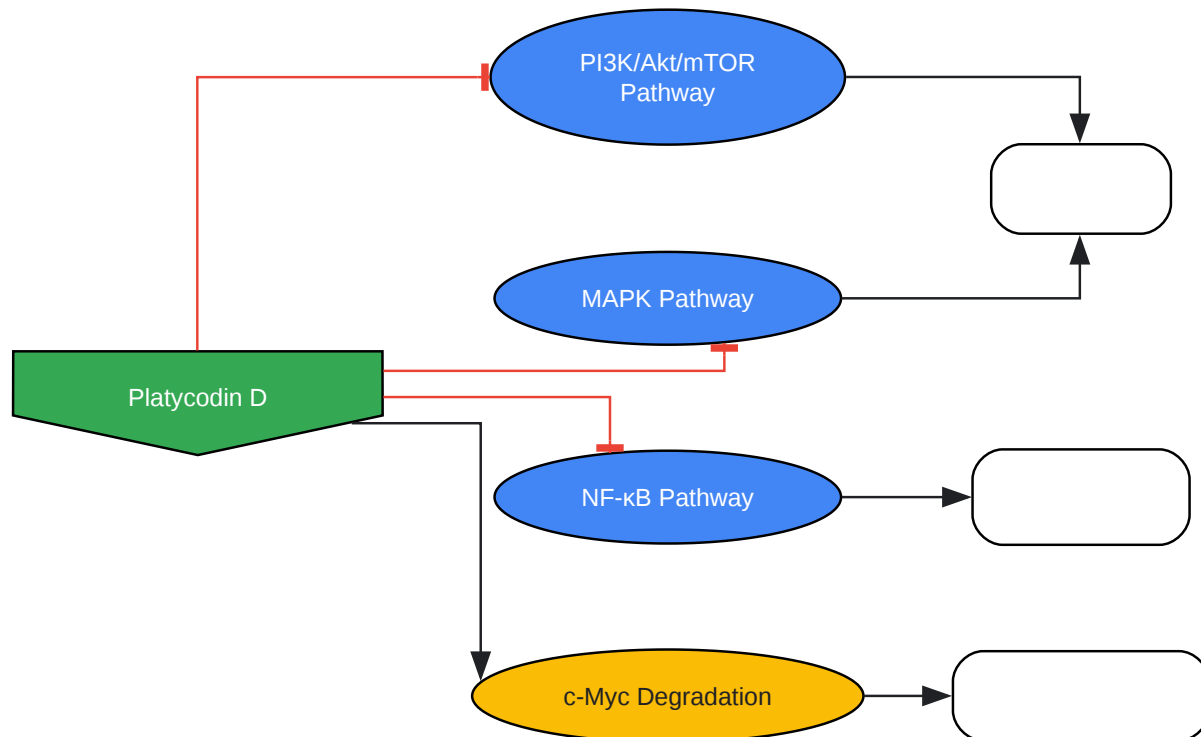 PI3K/Akt/mTOR
Pathway
MAPK Pathway
Platycodin D
NF-κB Pathway
c-Myc Degradation